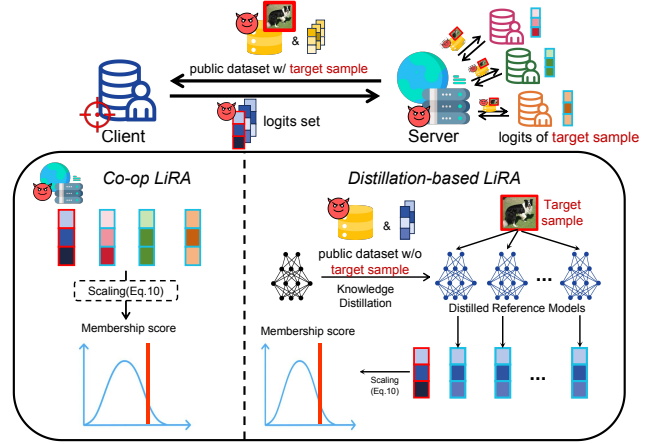 &
public dataset w/ target sample
logits set
Client
Server
logits of target sample
Co-op LiRA
Scaling(Eq.10)
Membership score
Distillation-based LiRA
&
public dataset w/o
target sample
Knowledge
Distillation
Target
sample
...
Distilled Reference Models
Membership score
Scaling
(Eq.10)
...